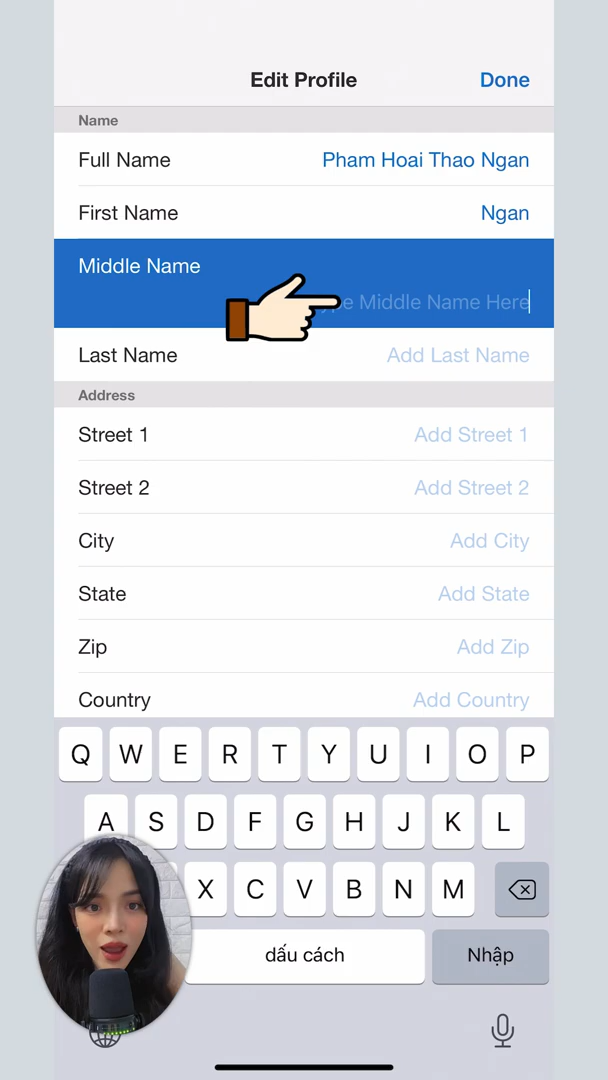 Edit Profile
Done
Name
Full Name
Pham Hoai Thao Ngan
First Name
Ngan
Middle Name
Middle Name Here
Last Name
Add Last Name
Address
Street 1
Add Street 1
Street 2
Add Street 2
City
Add City
State
Add State
Zip
Add Zip
Country
Add Country
Q W E R T Y U I O P
A S D F G H J K L
X C V B N M
dấu cách
Nhập